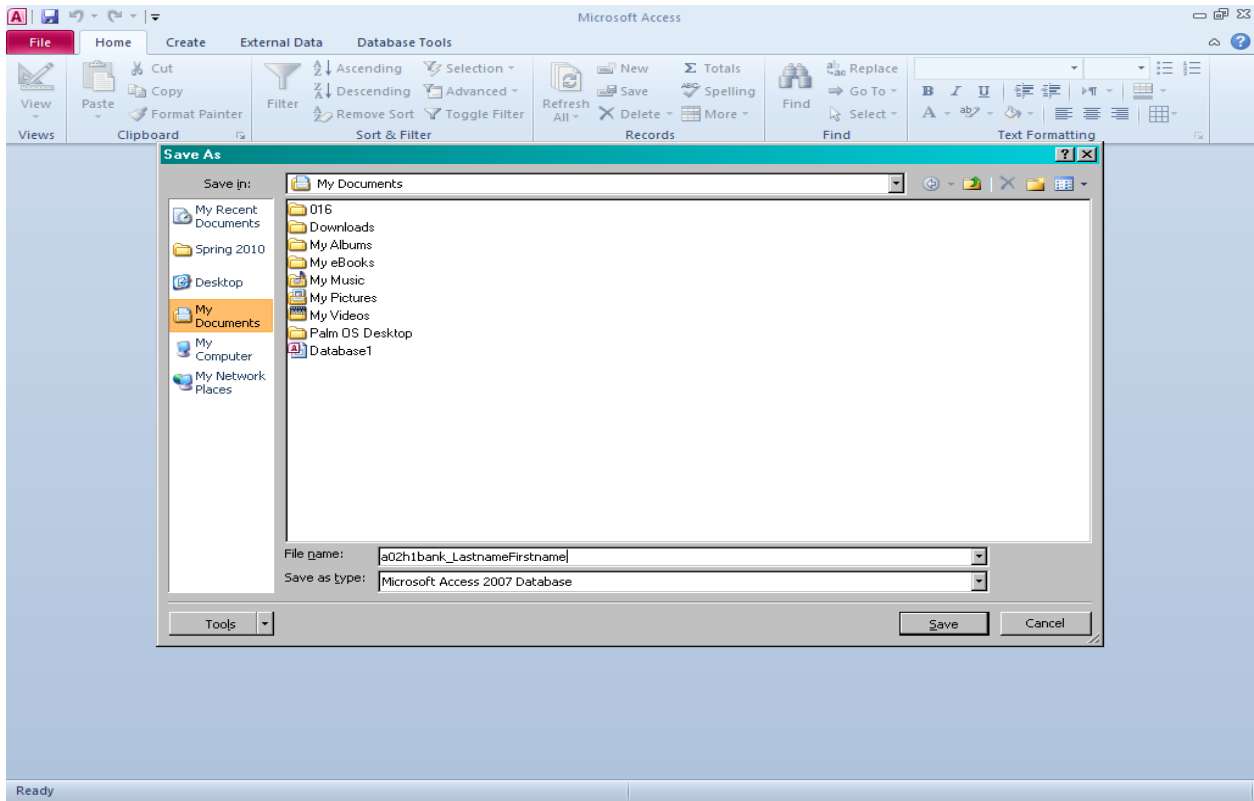 Microsoft Access
File Home Create External Data Database Tools
View
Views
Paste
Cut
Copy
Format Painter
Clipboard
Filter
Ascending
Descending
Remove Sort
Selection
Advanced
Toggle Filter
Sort & Filter
Refresh
All
New
Save
Delete
Totals
Spelling
More
Records
Find
Replace
Go To
Select
Find
B I U
A
Text Formatting
Save As
Save in: My Documents
My Recent
Documents
Spring 2010
Desktop
My
Documents
My
Computer
My Network
Places
016
Downloads
My Albums
My eBooks
My Music
My Pictures
My Videos
Palm OS Desktop
Database1
File name: a02h1bank_LastnameFirstname
Save as type: Microsoft Access 2007 Database
Tools Save Cancel
Ready